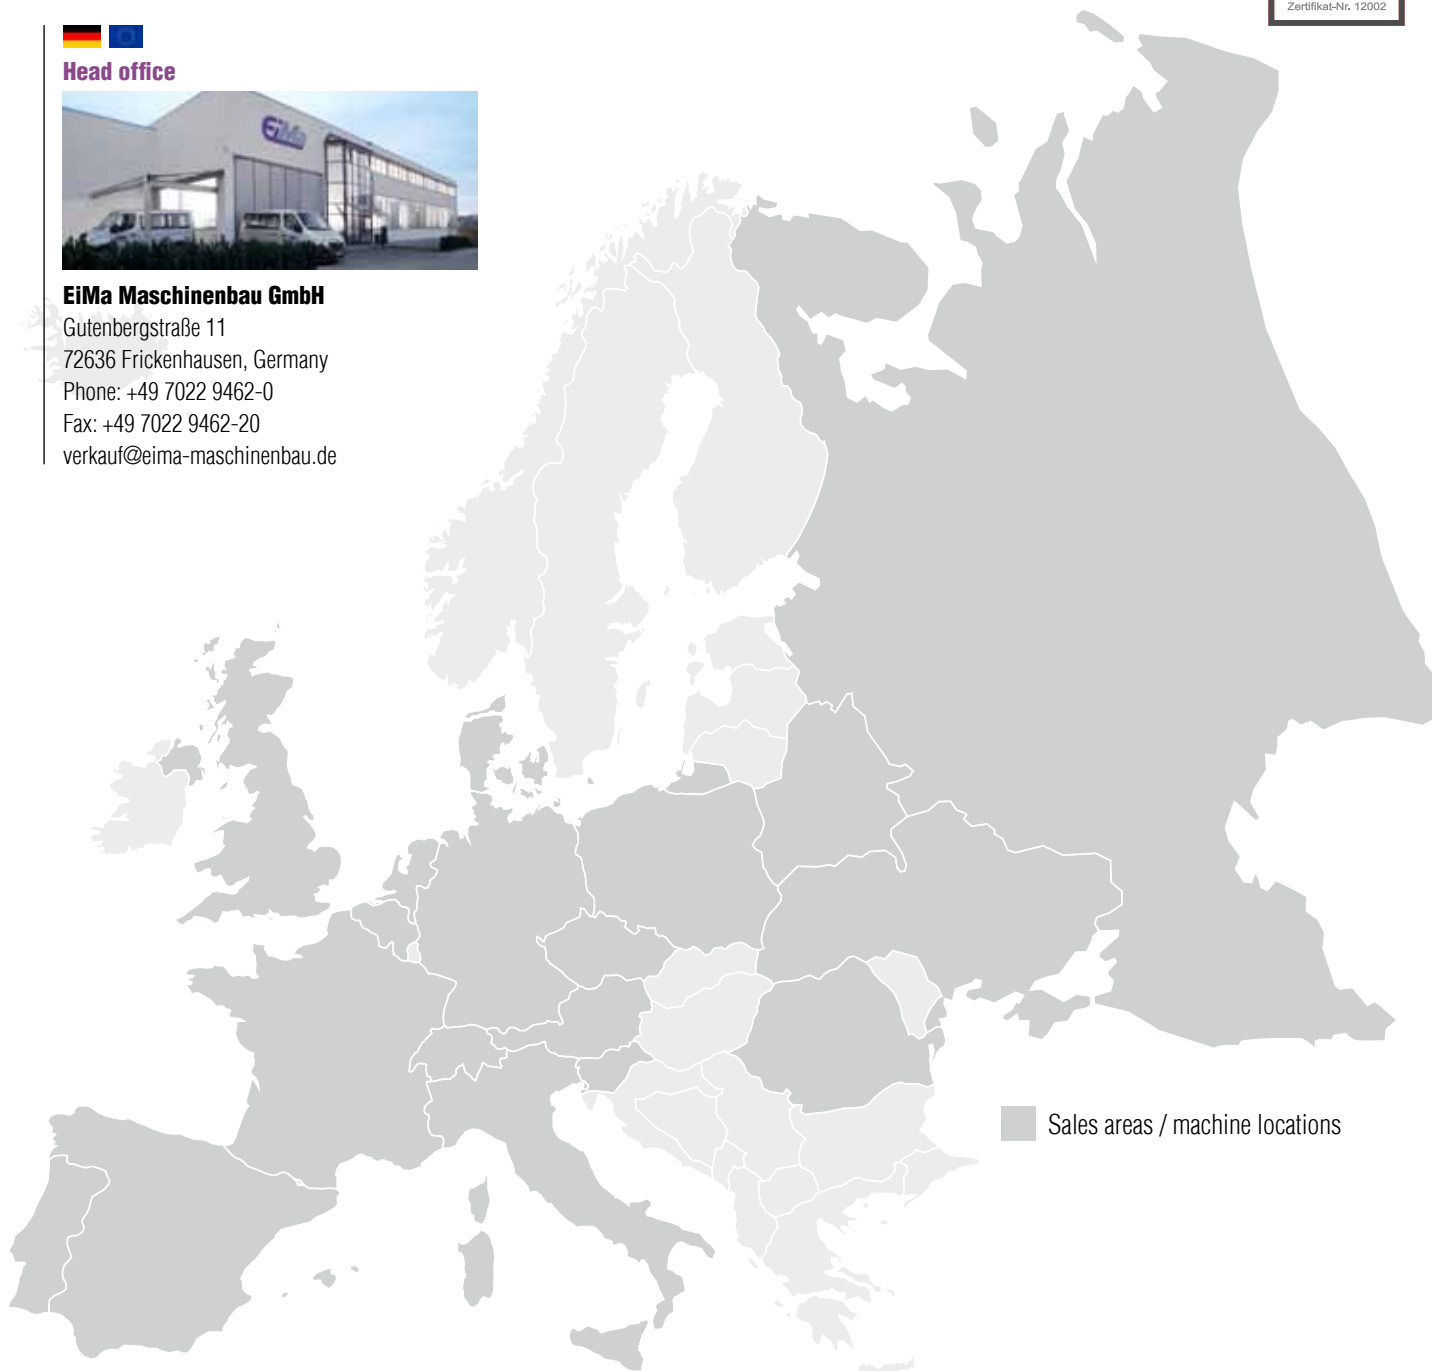 Zertifikat-Nr. 12002
Head office
EiMa
EiMa Maschinenbau GmbH
Gutenbergstraße 11
72636 Frickenhausen, Germany
Phone: +49 7022 9462-0
Fax: +49 7022 9462-20
verkauf@eima-maschinenbau.de
Sales areas / machine locations